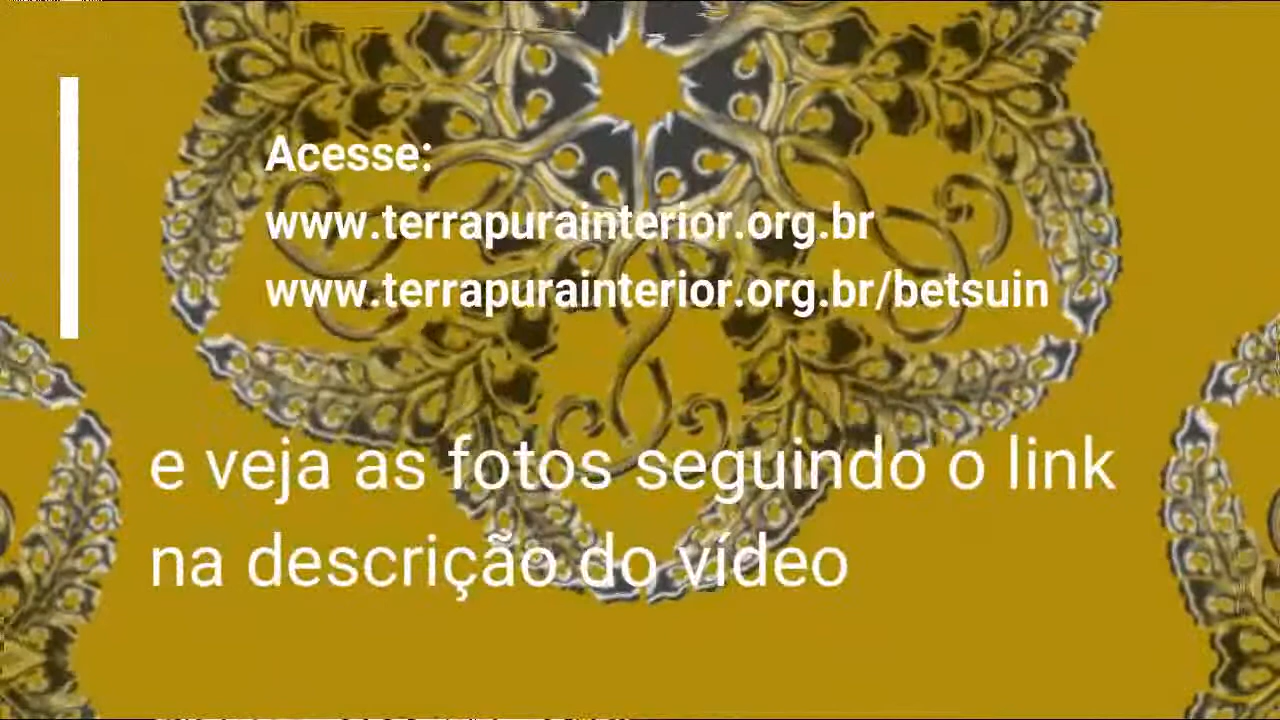 Acesse:
www.terrapurainterior.org.br
www.terrapurainterior.org.br/betsuin
e veja as fotos seguindo o link
na descrição do vídeo